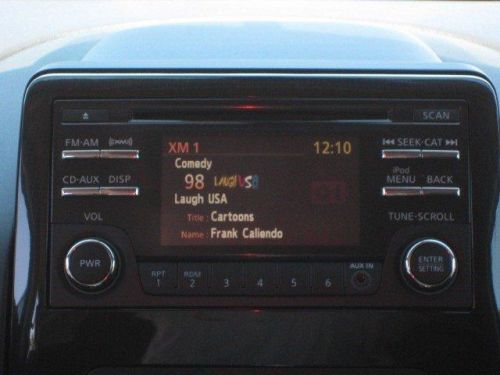 SCAN
FM·AM
SEEK·CAT
XM 1
12:10
Comedy
CD·AUX
DISP
iPod
MENU
BACK
98 LAUGH USA
Laugh USA
VOL
Title : Cartoons
TUNE·SCROLL
Name : Frank Caliendo
PWR
ENTER
SETTING
RPT
1
RDM
2
3
4
5
6
AUX IN